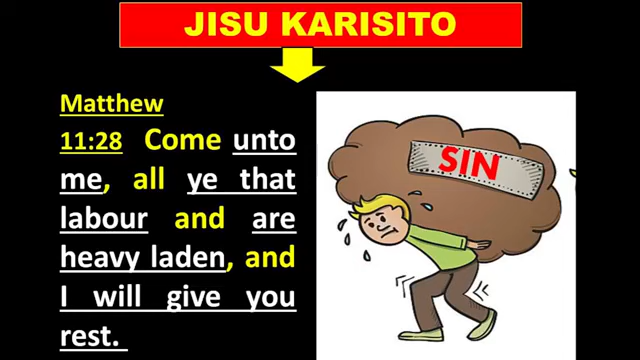 JISU KARISITO
Matthew
11:28 Come unto
me, all ye that
labour and are
heavy laden, and
I will give you
rest.
SIN